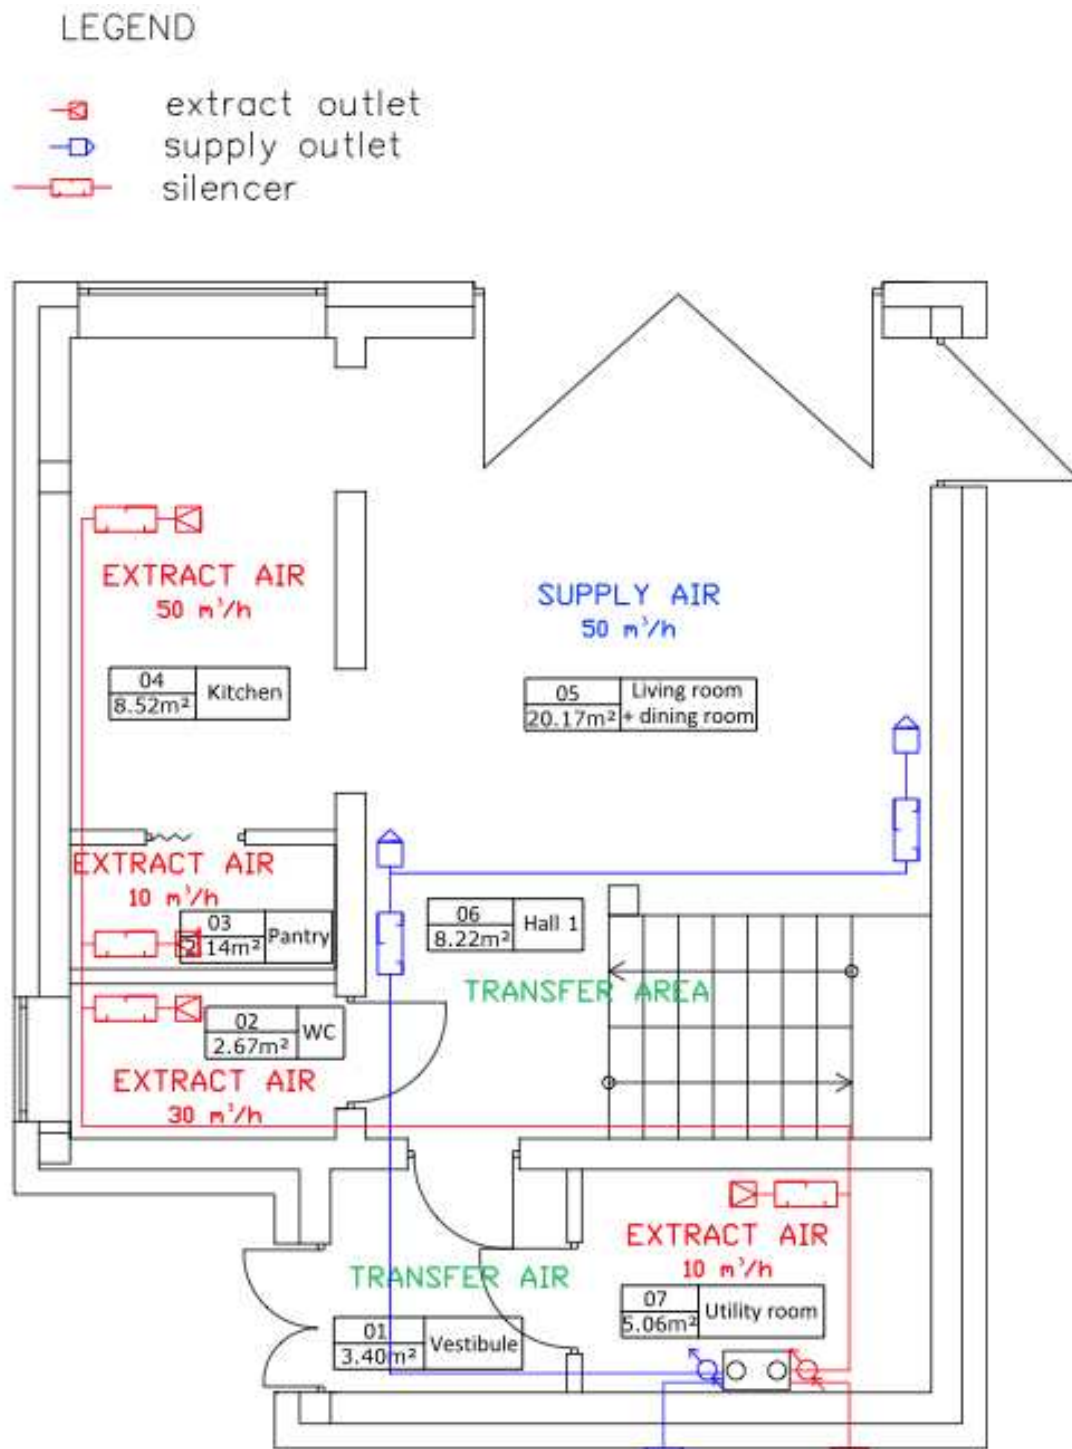 LEGEND
extract outlet
supply outlet
silencer
EXTRACT AIR
50 m³/h
SUPPLY AIR
50 m³/h
04
8.52m²
Kitchen
05
20.17m²
Living room
+ dining room
EXTRACT AIR
10 m³/h
03
2.14m²
Pantry
06
8.22m²
Hall 1
TRANSFER AREA
02
2.67m²
WC
EXTRACT AIR
30 m³/h
EXTRACT AIR
10 m³/h
TRANSFER AIR
07
5.06m²
Utility room
01
3.40m²
Vestibule